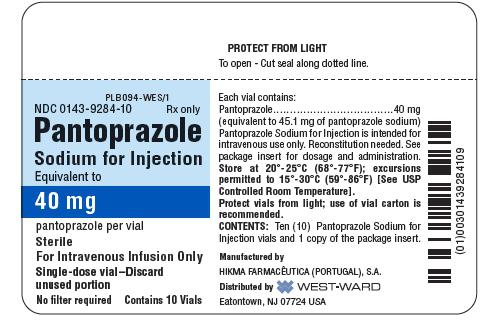 PROTECT FROM LIGHT
To open - Cut seal along dotted line.
PLB094-WES/1
NDC 0143-9284-10 Rx only
Pantoprazole
Sodium for Injection
Equivalent to
40 mg
pantoprazole per vial
Sterile
For Intravenous Infusion Only
Single-dose vial–Discard
unused portion
No filter required Contains 10 Vials
Each vial contains:
Pantoprazole....................................40 mg
(equivalent to 45.1 mg of pantoprazole sodium)
Pantoprazole Sodium for Injection is intended for
intravenous use only. Reconstitution needed. See
package insert for dosage and administration.
Store at 20°-25°C (68°-77°F); excursions
permitted to 15°-30°C (59°-86°F) [See USP
Controlled Room Temperature].
Protect vials from light; use of vial carton is
recommended.
CONTENTS: Ten (10) Pantoprazole Sodium for
Injection vials and 1 copy of the package insert.
Manufactured by
HIKMA FARMACÊUTICA (PORTUGAL), S.A.
Distributed by WEST-WARD
Eatontown, NJ 07724 USA
(01)00301439284109